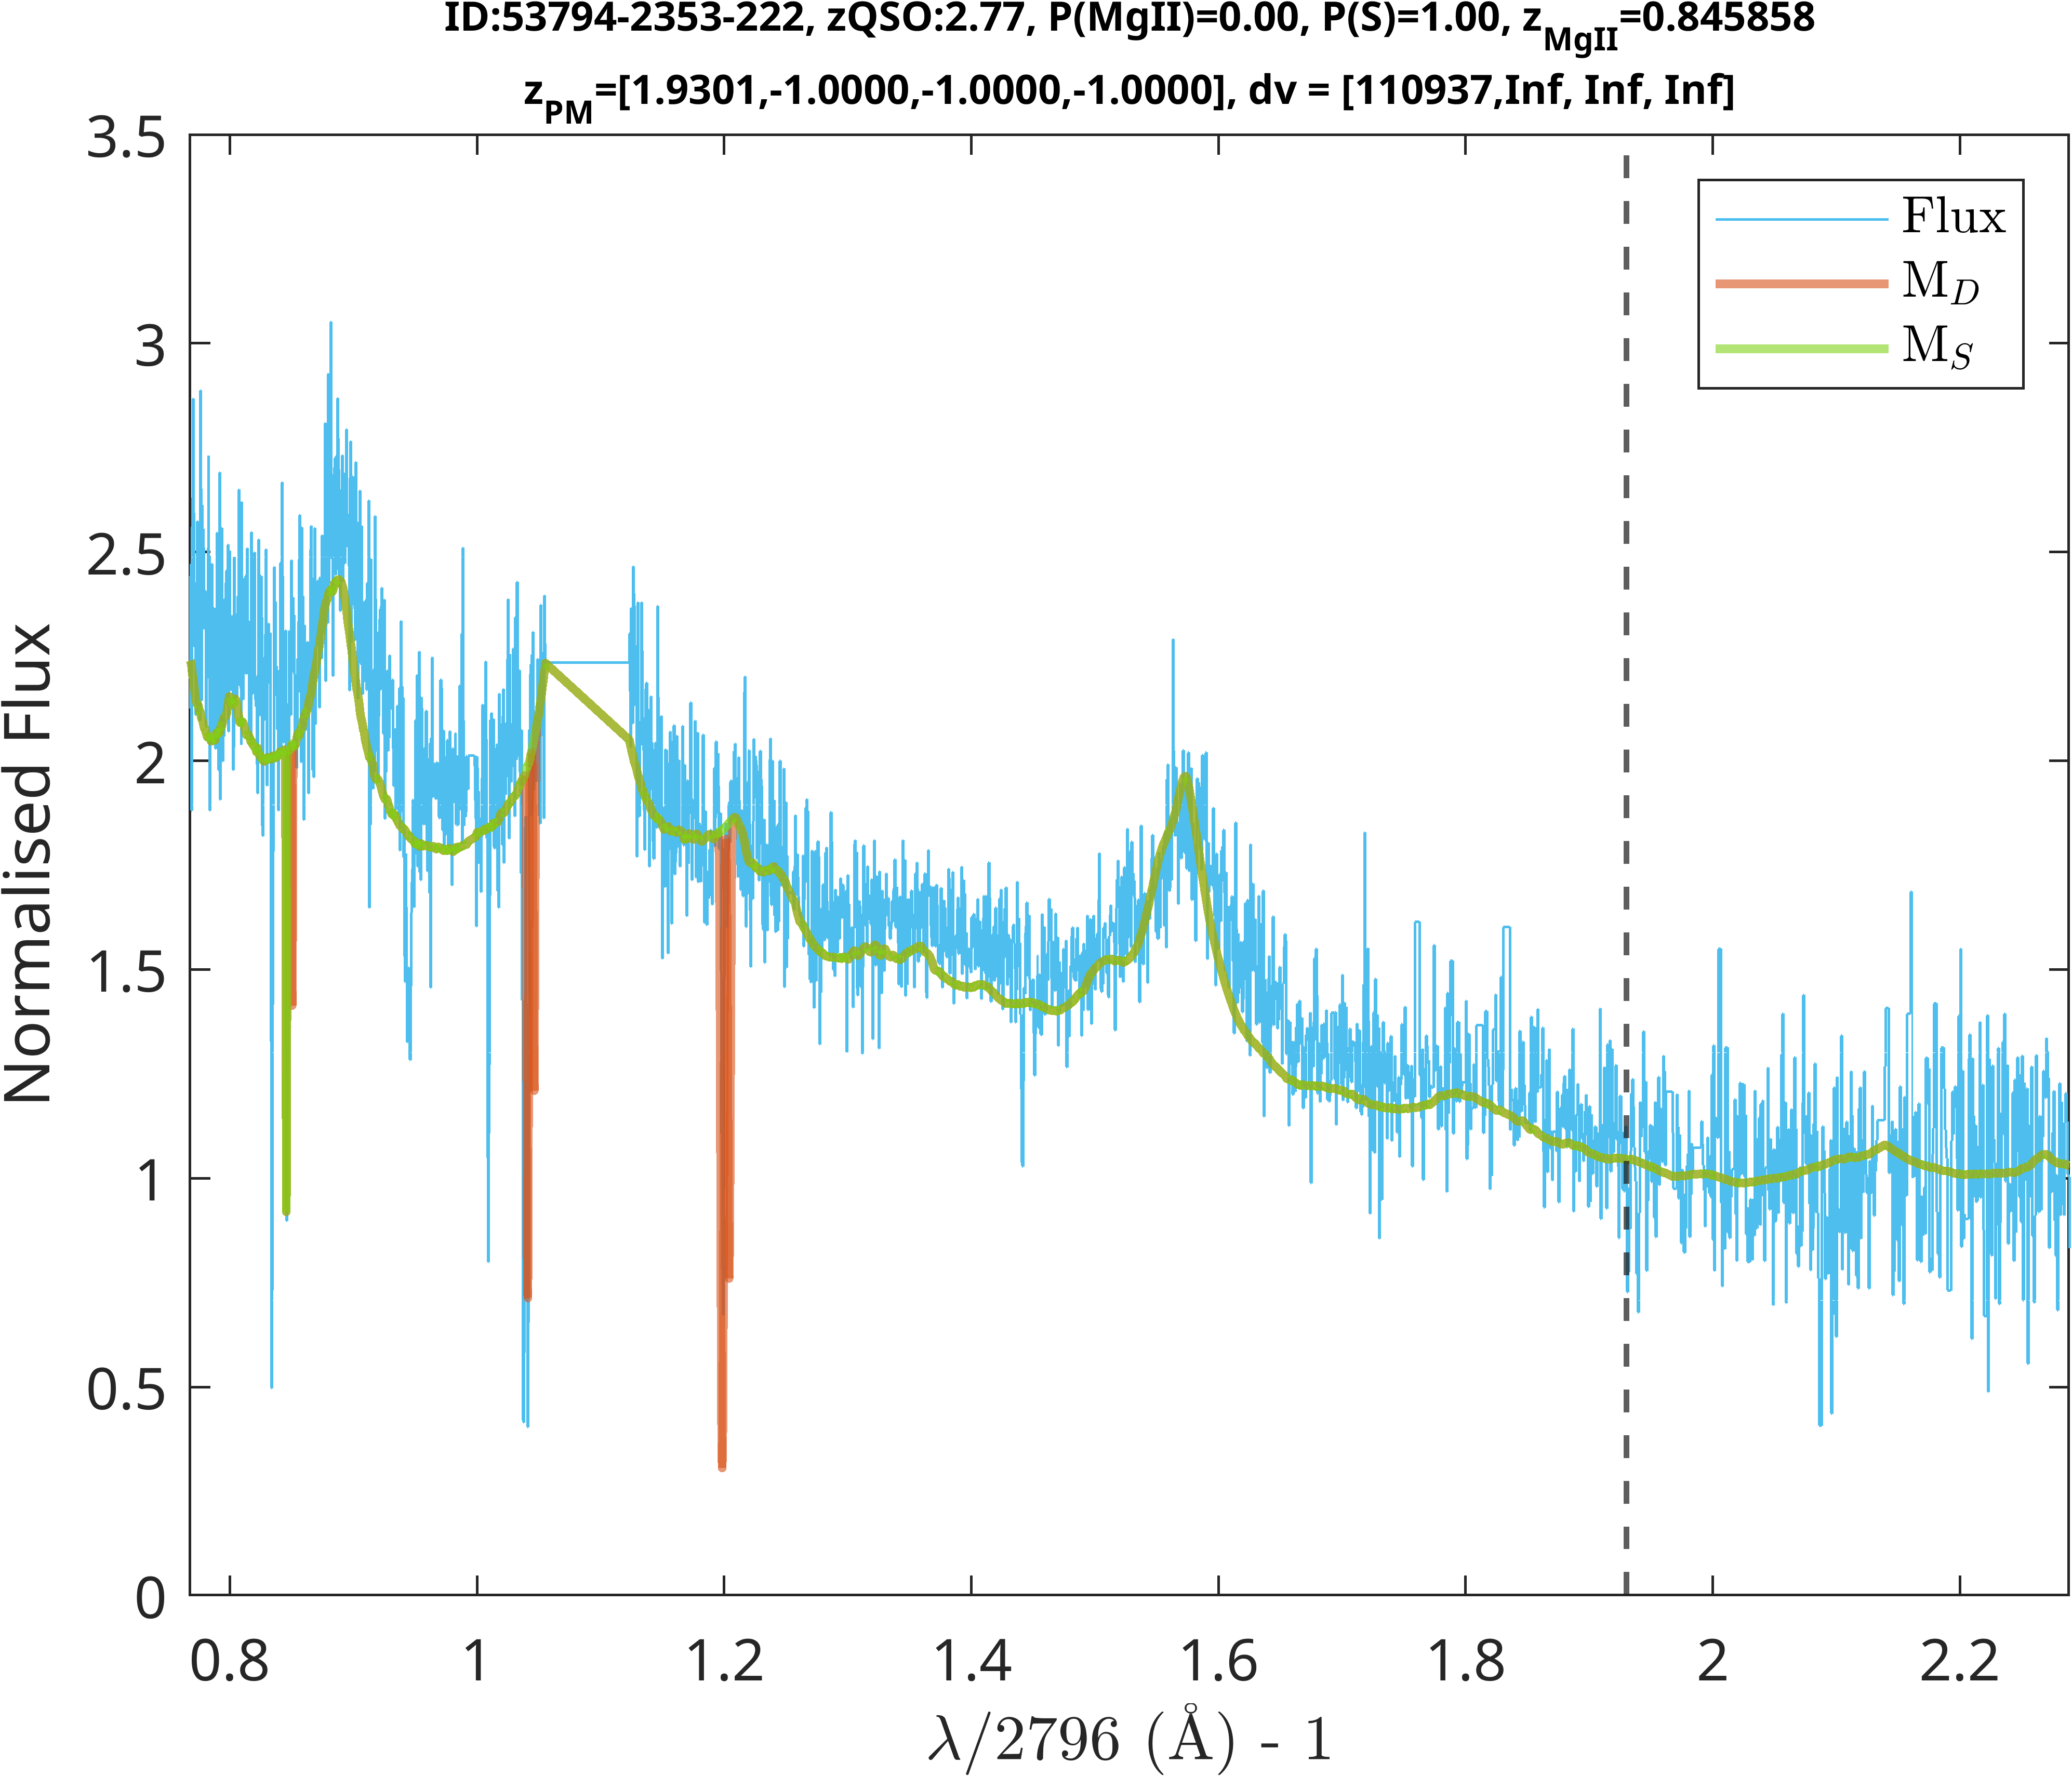 ID:53794-2353-222, zQSO:2.77, P(MgII)=0.00, P(S)=1.00, zMgII=0.845858
zPM=[1.9301,-1.0000,-1.0000,-1.0000], dv = [110937,Inf, Inf, Inf]
3.5
3
2.5
2
1.5
1
0.5
0
Normalised Flux
Flux
MD
MS
0.8
1
1.2
1.4
1.6
1.8
2
2.2
λ/2796 (Å) - 1